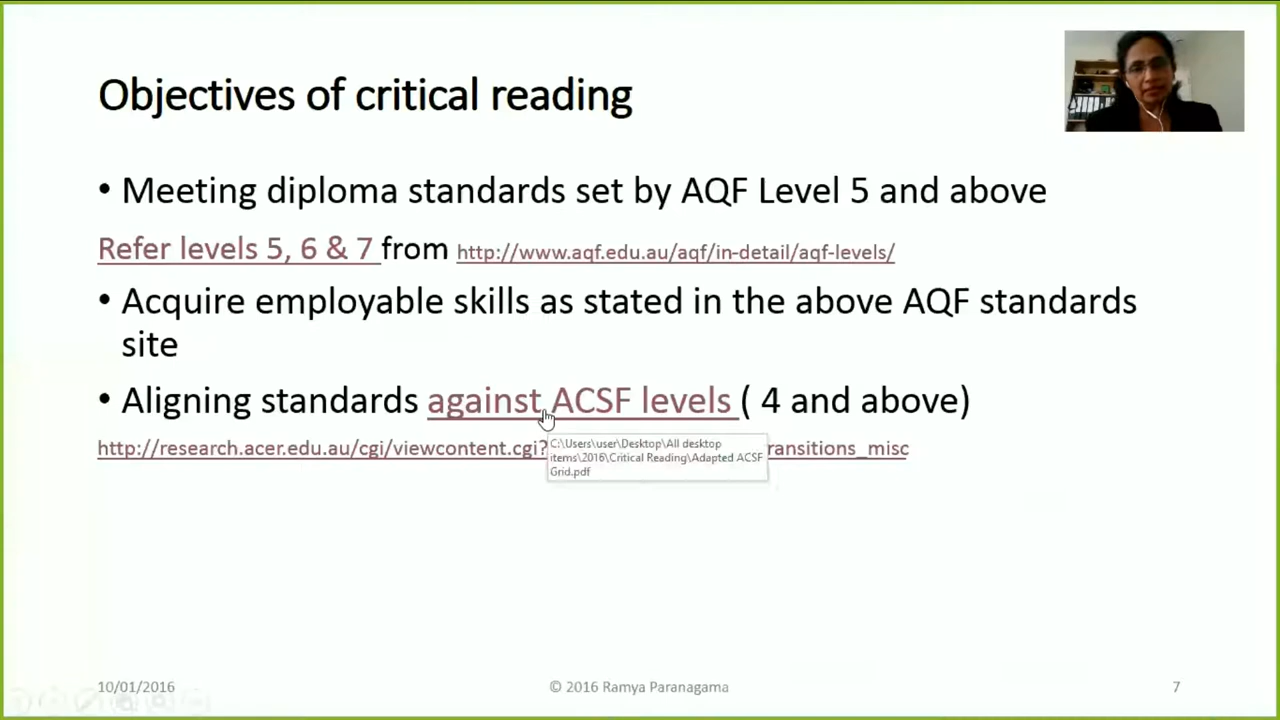 Objectives of critical reading
• Meeting diploma standards set by AQF Level 5 and above
Refer levels 5, 6 & 7 from http://www.aqf.edu.au/aqf/in-detail/aqf-levels/
• Acquire employable skills as stated in the above AQF standards
site
• Aligning standards against ACSF levels ( 4 and above)
http://research.acer.edu.au/cgi/viewcontent.cgi? ransitions_misc
C:\Users\user\Desktop\All desktop
items\2016\Critical Reading\Adapted ACSF
Grid.pdf
10/01/2016 © 2016 Ramya Paranagama 7